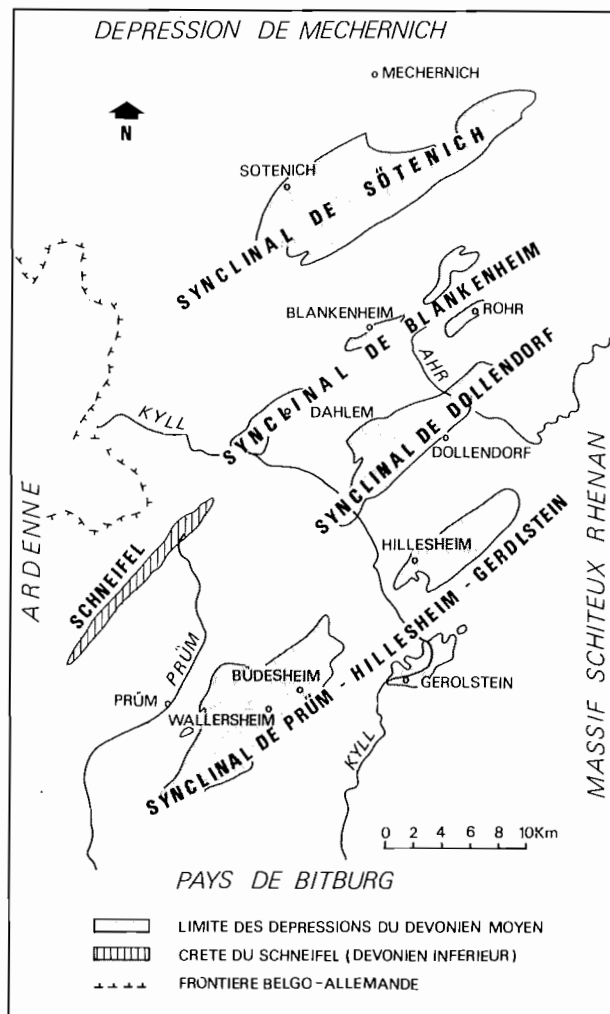 DEPRESSION DE MECHERNICH
MECHERNICH
N
SOTENICH
SYNCLINAL DE SÖTENICH
BLANKENHEIM
ROHR
SYNCLINAL DE BLANKENHEIM
AHR
KYLL
DAHLEM
SYNCLINAL DE DOLLENDORF
DOLLENDORF
ARDENNE
SCHNEIFEL
HILLESHEIM
MASSIF SCHITEUX RHENAN
PRÜM
BÜDESHEIM
PRÜM
WALLERSHEIM
GEROLSTEIN
SYNCLINAL DE PRÜM - HILLESHEIM - GERDLSTEIN
KYLL
0 2 4 6 8 10Km
PAYS DE BITBURG
LIMITE DES DEPRESSIONS DU DEVONIEN MOYEN
CRETE DU SCHNEIFEL (DEVONIEN INFERIEUR)
FRONTIERE BELGO-ALLEMANDE